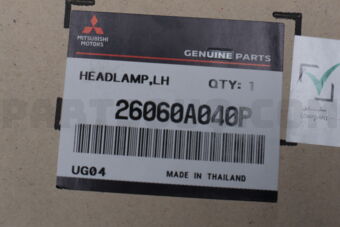 MITSUBISHI
MOTORS
GENUINE PARTS
HEADLAMP,LH QTY: 1
26060A040P
UG04 MADE IN THAILAND